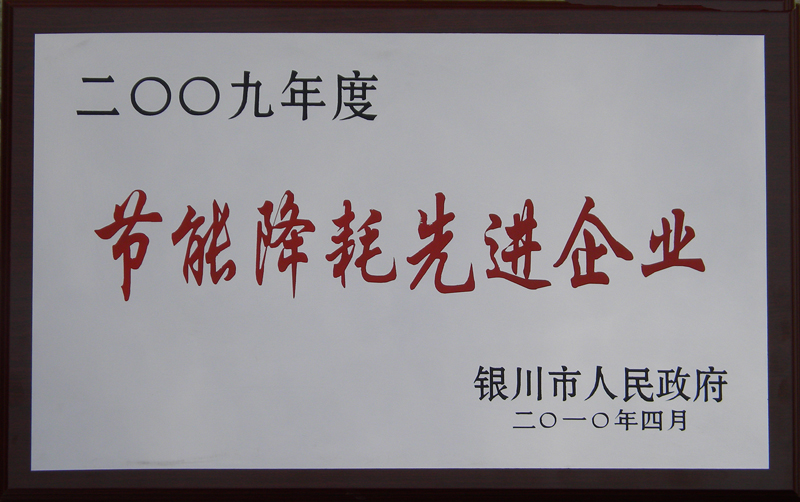 二〇〇九年度
节能降耗先进企业
银川市人民政府
二〇一〇年四月